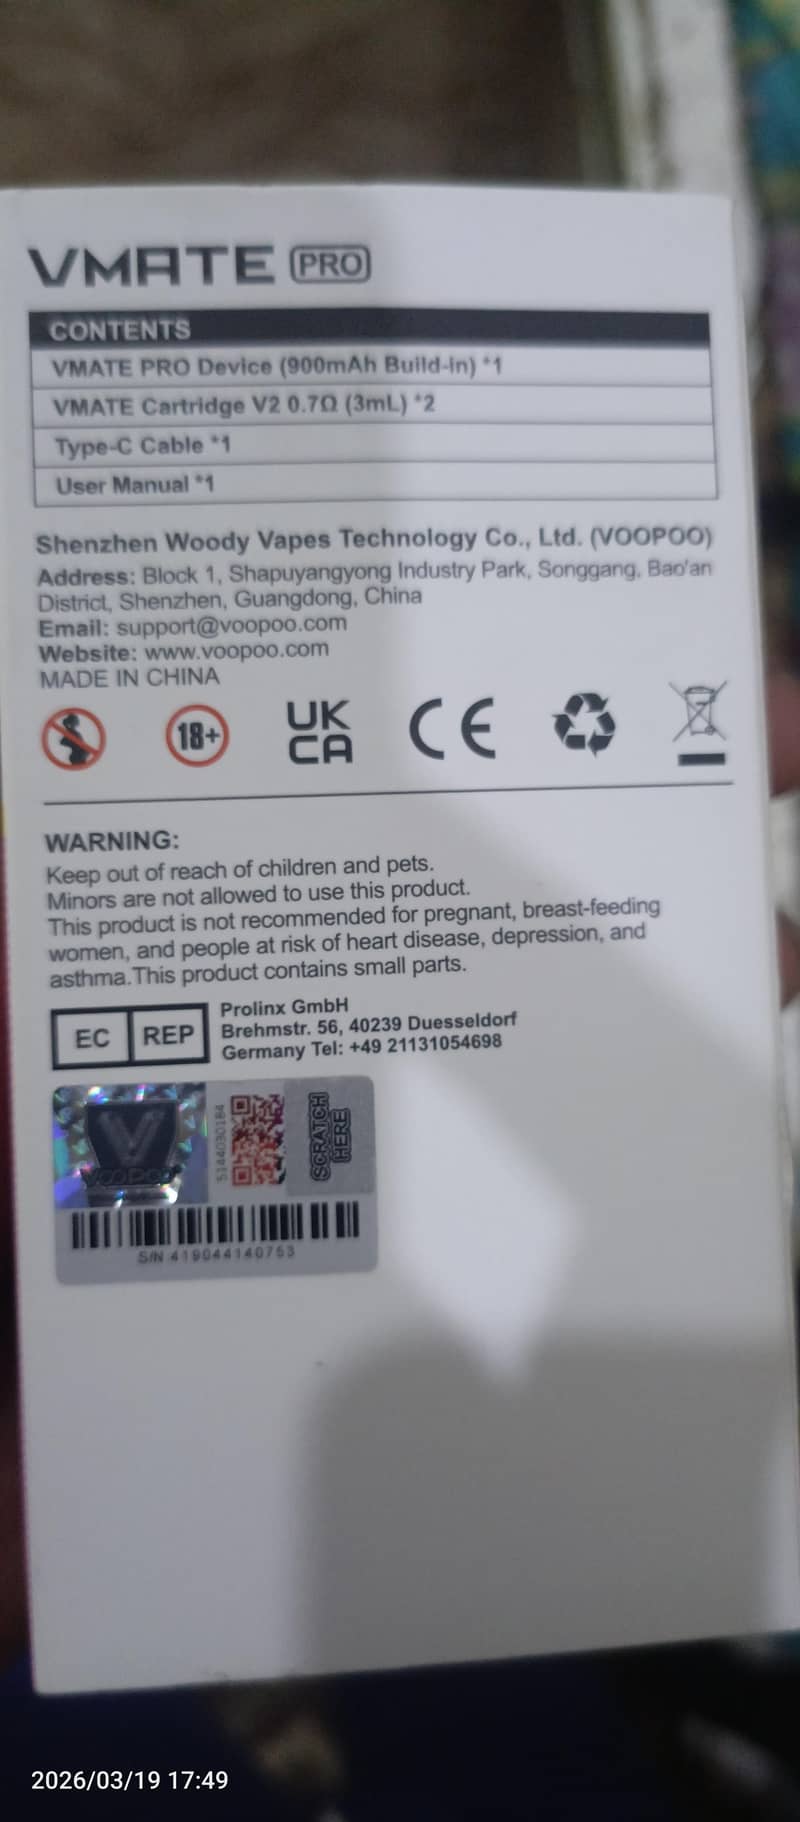 VMATE PRO
CONTENTS
VMATE PRO Device (900mAh Build-in) *1
VMATE Cartridge V2 0.7Ω (3mL) *2
Type-C Cable *1
User Manual *1
Shenzhen Woody Vapes Technology Co., Ltd. (VOOPOO)
Address: Block 1, Shapuyangyong Industry Park, Songgang, Bao'an
District, Shenzhen, Guangdong, China
Email: support@voopoo.com
Website: www.voopoo.com
MADE IN CHINA
18+
UK
CA
CE
WARNING:
Keep out of reach of children and pets.
Minors are not allowed to use this product.
This product is not recommended for pregnant, breast-feeding
women, and people at risk of heart disease, depression, and
asthma.This product contains small parts.
EC REP
Prolinx GmbH
Brehmstr. 56, 40239 Duesseldorf
Germany Tel: +49 21131054698
VOOPOO
5144030184
SCRATCH
HERE
S/N 419044140753
2026/03/19 17:49